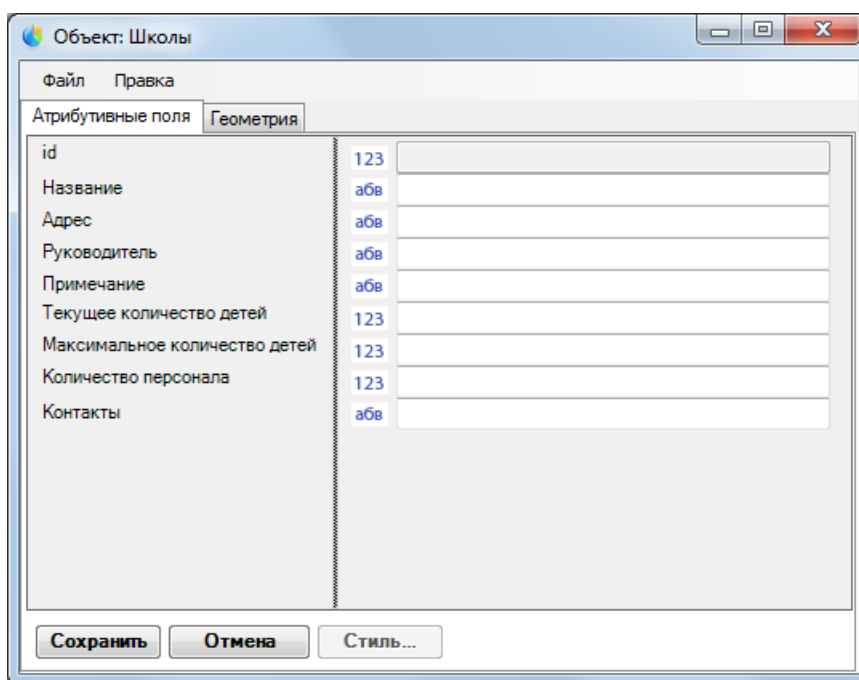 Объект: Школы
Файл Правка
Атрибутивные поля Геометрия
id 123
Название абв
Адрес абв
Руководитель абв
Примечание абв
Текущее количество детей 123
Максимальное количество детей 123
Количество персонала 123
Контакты абв
Сохранить Отмена Стиль...